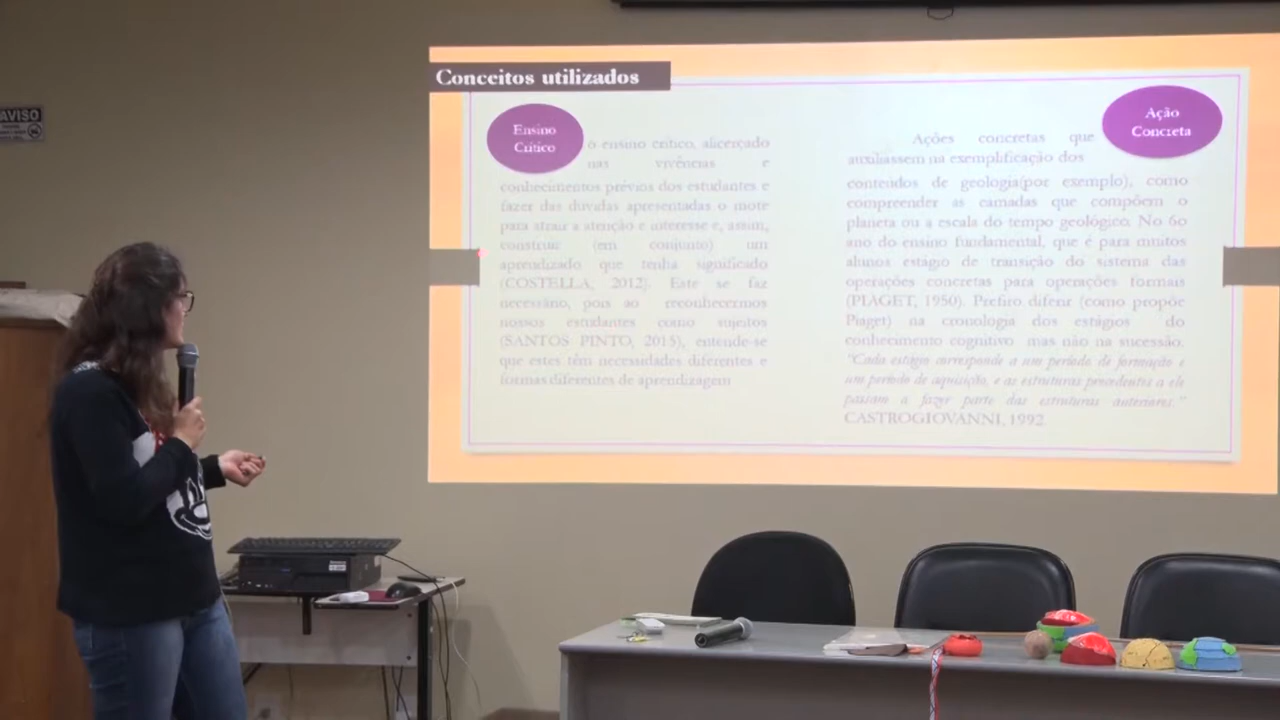 AVISO
Conceitos utilizados
Ensino
Crítico
o ensino crítico, alicerçado
nas vivências e
conhecimentos prévios dos estudantes e
fazer das dúvidas apresentadas o mote
para atrair a atenção e interesse e, assim,
construir (em conjunto) um
aprendizado que tenha significado
(COSTELLA, 2012). Este se faz
necessário, pois ao reconhecermos
nossos estudantes como sujeitos
(SANTOS PINTO, 2015), entende-se
que estes têm necessidades diferentes e
formas diferentes de aprendizagem
Ação
Concreta
Ações concretas que
auxiliassem na exemplificação dos
conteúdos de geologia(por exemplo), como
compreender as camadas que compõem o
planeta ou a escala do tempo geológico. No 6o
ano do ensino fundamental, que é para muitos
alunos estágio de transição do sistema das
operações concretas para operações formais
(PIAGET, 1950). Prefiro diferir (como propõe
Piaget) na cronologia dos estágios do
conhecimento cognitivo mas não na sucessão:
"Cada estágio corresponde a um período de formação e
um período de aquisição, e as estruturas precedentes a ele
passam a fazer parte das estruturas anteriores."
CASTROGIOVANNI, 1992